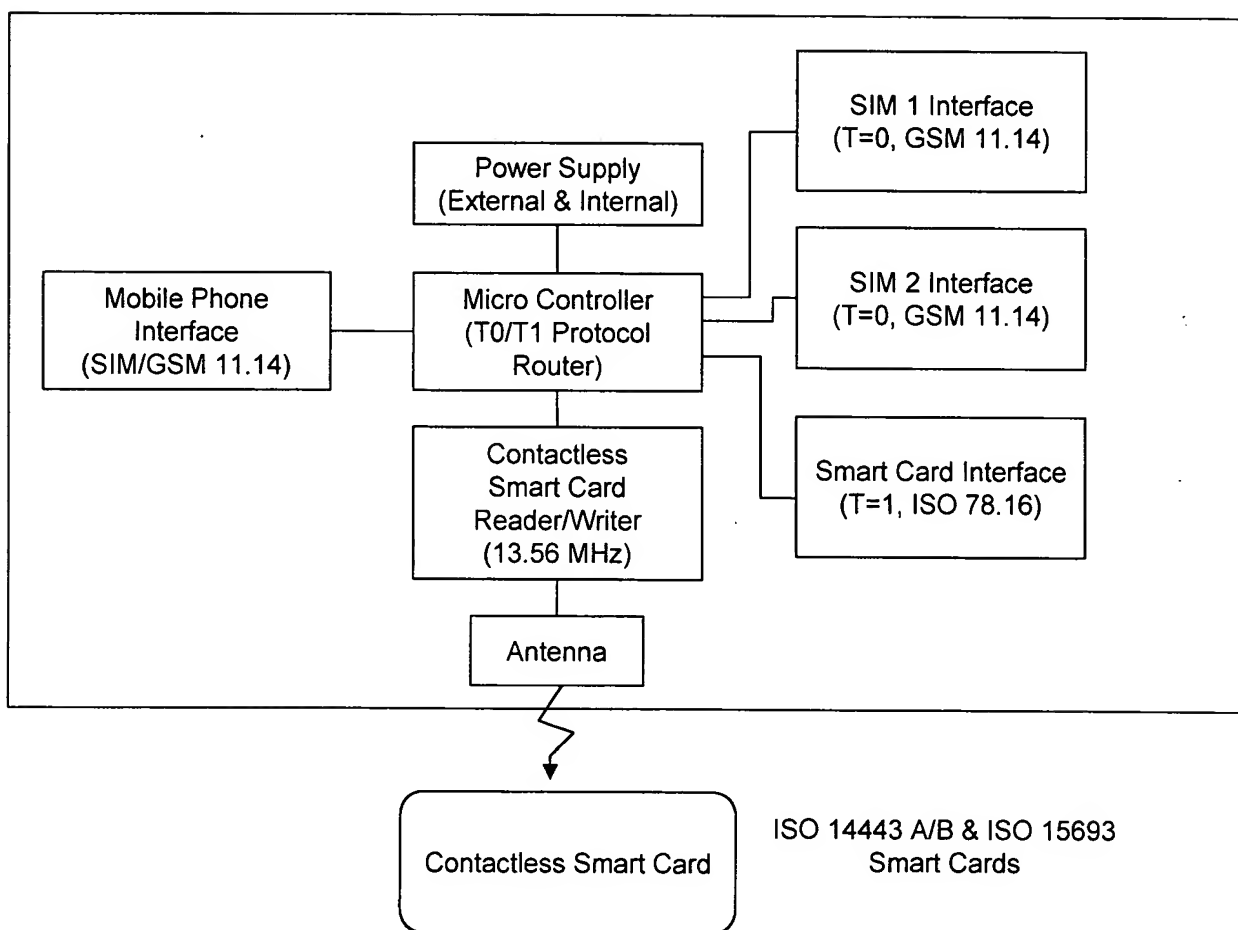 SIM 1 Interface
(T=0, GSM 11.14)
Power Supply
(External & Internal)
SIM 2 Interface
(T=0, GSM 11.14)
Mobile Phone
Interface
(SIM/GSM 11.14)
Micro Controller
(T0/T1 Protocol
Router)
Contactless
Smart Card
Reader/Writer
(13.56 MHz)
Smart Card Interface
(T=1, ISO 78.16)
Antenna
Contactless Smart Card
ISO 14443 A/B & ISO 15693
Smart Cards